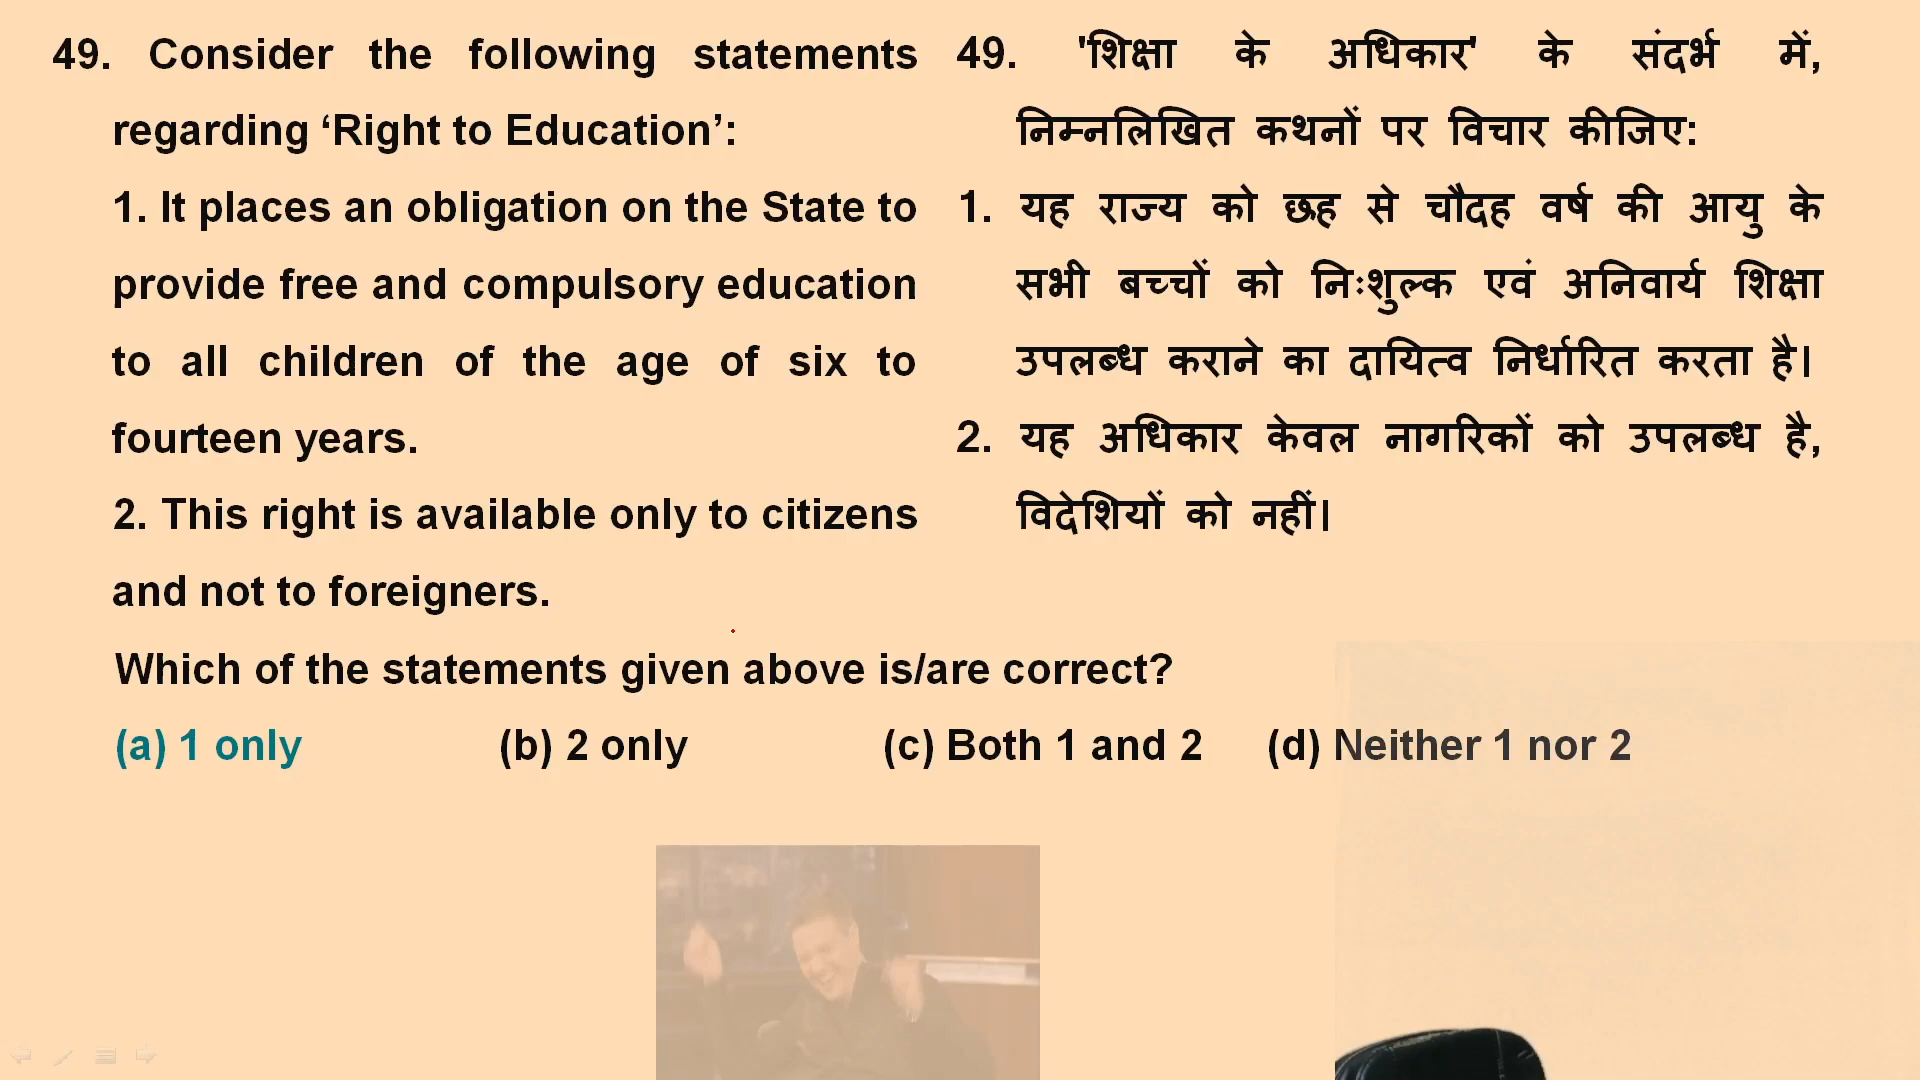 49. Consider the following statements
regarding ‘Right to Education’:
1. It places an obligation on the State to
provide free and compulsory education
to all children of the age of six to
fourteen years.
2. This right is available only to citizens
and not to foreigners.
49. 'शिक्षा के अधिकार' के संदर्भ में,
निम्नलिखित कथनों पर विचार कीजिए:
1. यह राज्य को छह से चौदह वर्ष की आयु के
सभी बच्चों को निःशुल्क एवं अनिवार्य शिक्षा
उपलब्ध कराने का दायित्व निर्धारित करता है।
2. यह अधिकार केवल नागरिकों को उपलब्ध है,
विदेशियों को नहीं।
Which of the statements given above is/are correct?
(a) 1 only (b) 2 only (c) Both 1 and 2 (d) Neither 1 nor 2